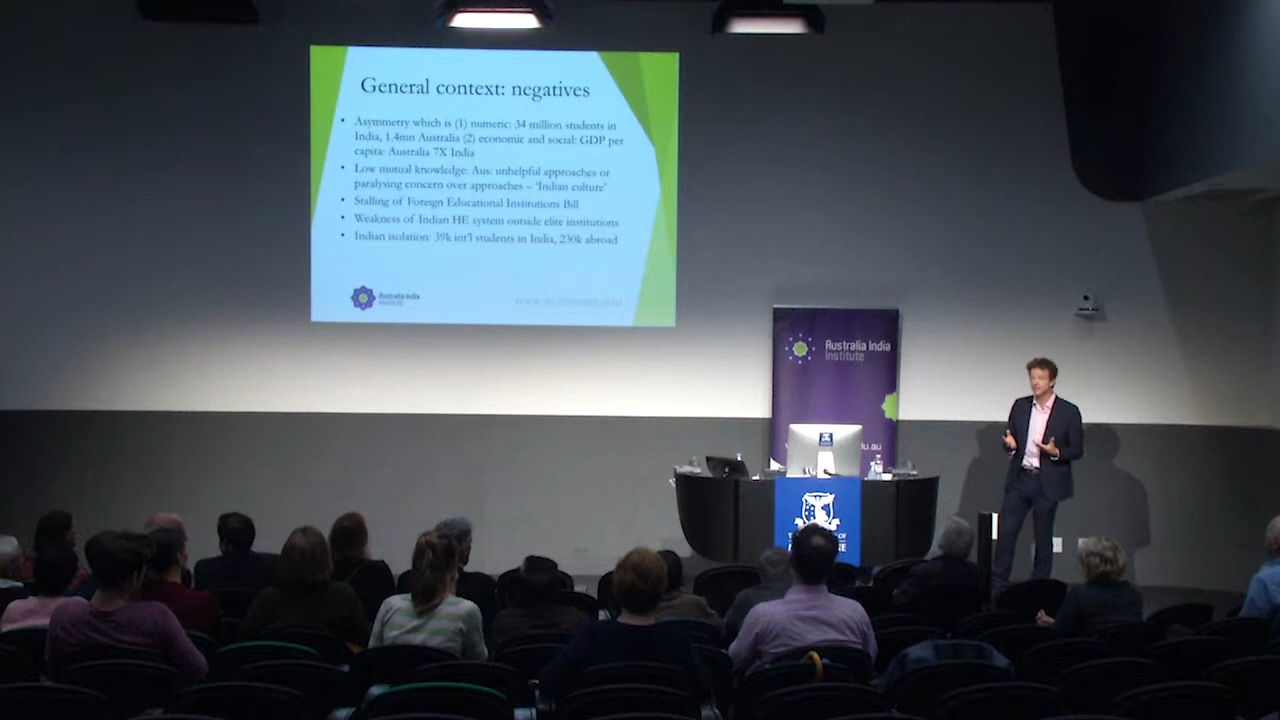 General context: negatives
• Asymmetry which is (1) numeric: 34 million students in
India, 1.4mn Australia (2) economic and social: GDP per
capita: Australia 7X India
• Low mutual knowledge: Aus: unhelpful approaches or
paralysing concern over approaches – 'Indian culture'
• Stalling of Foreign Educational Institutions Bill
• Weakness of Indian HE system outside elite institutions
• Indian isolation: 39k int'l students in India, 230k abroad
Australia India
Institute
Australia India
Institute
.au